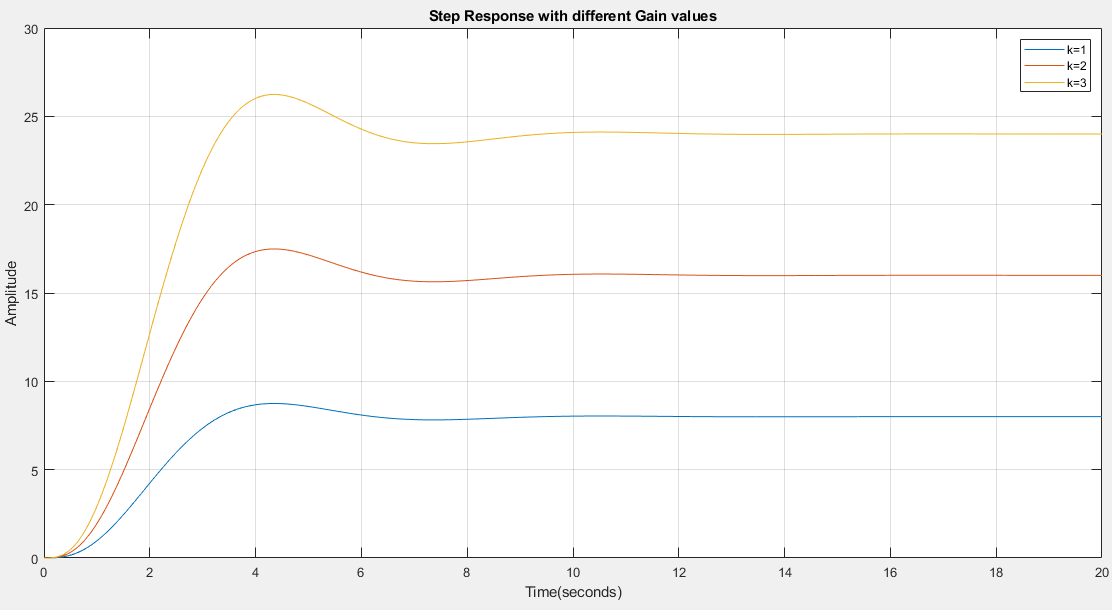 Step Response with different Gain values
30
25
20
15
10
5
0
Amplitude
k=1
k=2
k=3
0 2 4 6 8 10 12 14 16 18 20
Time(seconds)